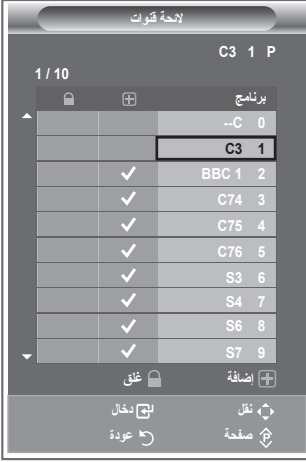 لائحة قنوات
C3 1 P
1 / 10
برنامج
--C 0
C3 1
BBC 1 2
C74 3
C75 4
C76 5
S3 6
S4 7
S6 8
S7 9
إضافة غلق
نقل دخال
صفحة عودة